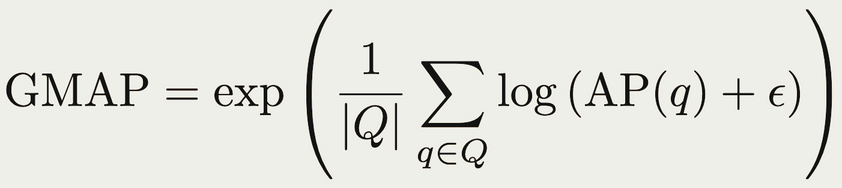 GMAP = exp ( 1/|Q| ∑_{q∈Q} log (AP(q) + ϵ) )